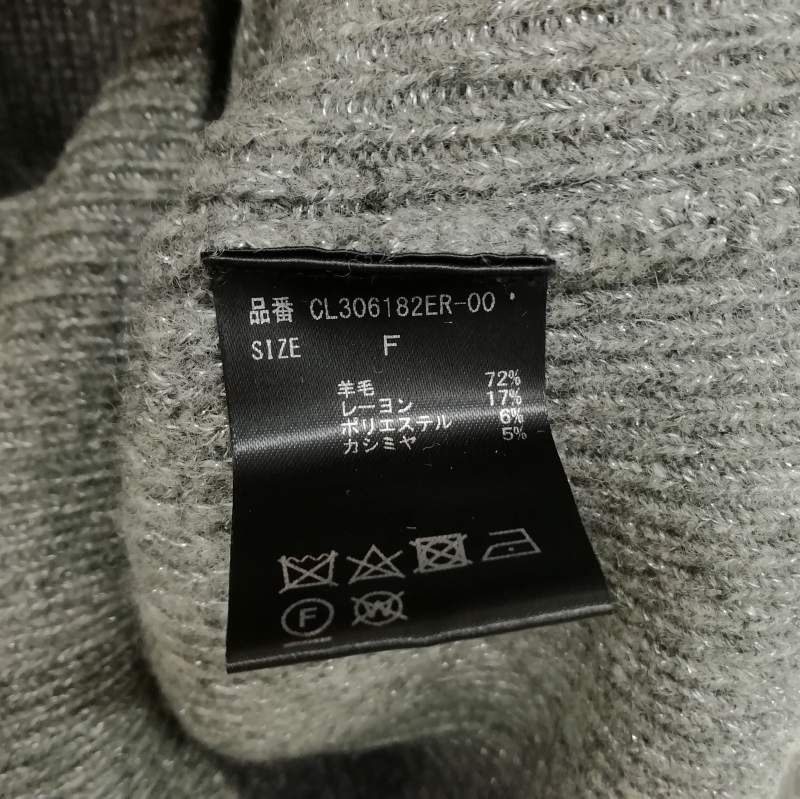 品番 CL306182ER-00
SIZE F
羊毛 72%
レーヨン 17%
ポリエステル 6%
カシミヤ 5%
F
W